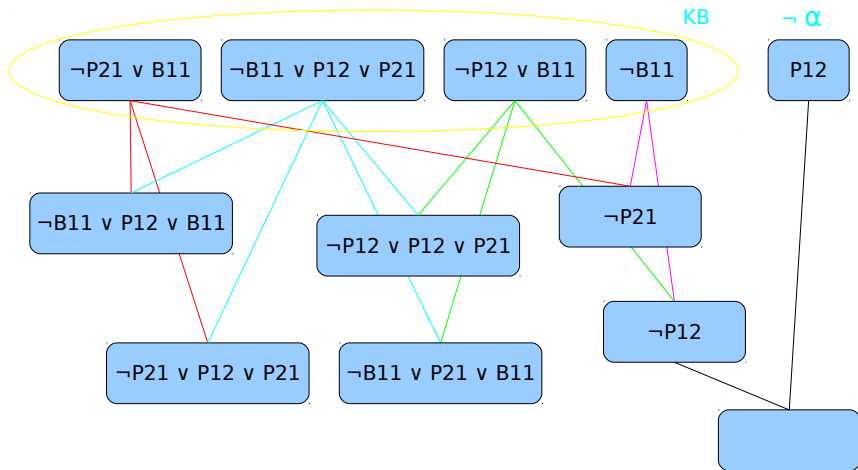 KB
¬ α
¬P21 ∨ B11
¬B11 ∨ P12 ∨ P21
¬P12 ∨ B11
¬B11
P12
¬B11 ∨ P12 ∨ B11
¬P12 ∨ P12 ∨ P21
¬P21
¬P12
¬P21 ∨ P12 ∨ P21
¬B11 ∨ P21 ∨ B11